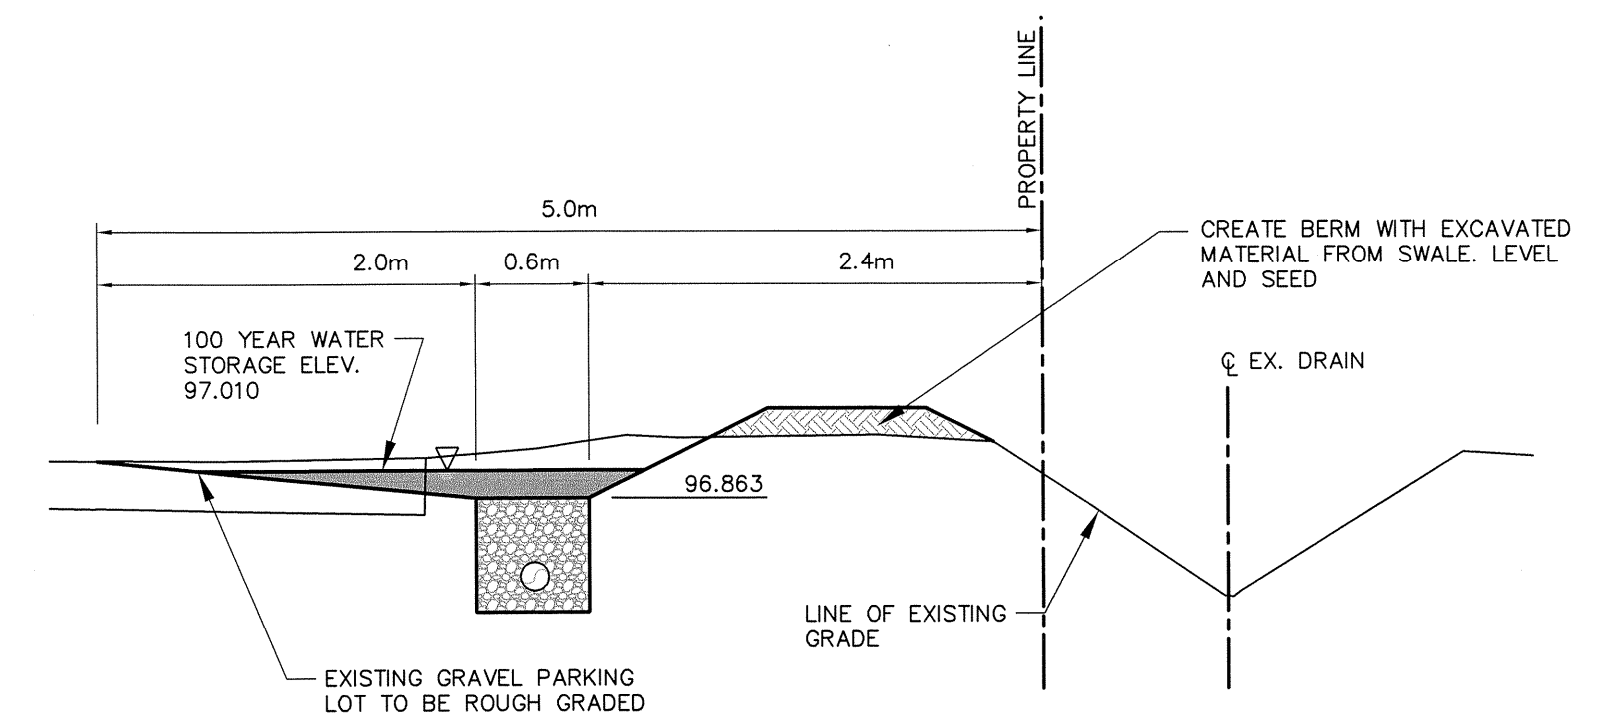 PROPERTY LINE
5.0m
2.0m
0.6m
2.4m
CREATE BERM WITH EXCAVATED
MATERIAL FROM SWALE. LEVEL
AND SEED
100 YEAR WATER
STORAGE ELEV.
97.010
℄ EX. DRAIN
96.863
LINE OF EXISTING
GRADE
EXISTING GRAVEL PARKING
LOT TO BE ROUGH GRADED